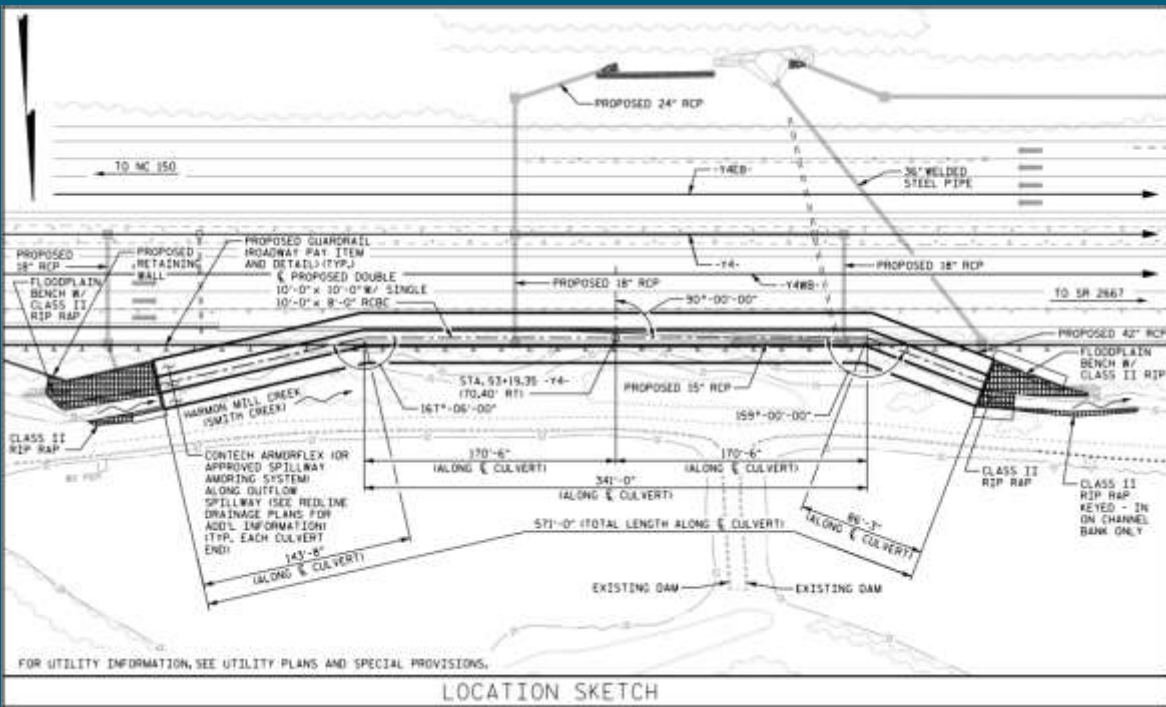 PROPOSED 24" RCP
TO NC 150
-Y4EB-
36" WELDED
STEEL PIPE
PROPOSED
18" RCP
PROPOSED
RETAINING
WALL
PROPOSED GUARDRAIL
(ROADWAY PAY ITEM
AND DETAIL) (TYP.)
-Y4-
PROPOSED 18" RCP
FLOODPLAIN
BENCH W/
CLASS II
RIP RAP
℄ PROPOSED DOUBLE
10'-0" x 10'-0" W/ SINGLE
10'-0" x 8'-0" RCBC
PROPOSED 18" RCP
-Y4WB-
90°-00'-00"
TO SR 2667
PROPOSED 42" RCP
FLOODPLAIN
BENCH W/
CLASS II RIP
STA. 53+19.35 -Y4-
(70.40' RT)
PROPOSED 15" RCP
HARMON MILL CREEK
(SMITH CREEK)
167°-06'-00"
159°-00'-00"
CLASS II
RIP RAP
CONTECH ARMORFLEX (OR
APPROVED SPILLWAY
AMORING SYSTEM)
ALONG OUTFLOW
SPILLWAY (SEE REDLINE
DRAINAGE PLANS FOR
ADD'L INFORMATION)
(TYP. EACH CULVERT
END)
170'-6"
(ALONG ℄ CULVERT)
170'-6"
(ALONG ℄ CULVERT)
341'-0"
(ALONG ℄ CULVERT)
CLASS II
RIP RAP
CLASS II
RIP RAP
KEYED - IN
ON CHANNEL
BANK ONLY
86'-3"
(ALONG ℄ CULVERT)
571'-0" (TOTAL LENGTH ALONG ℄ CULVERT)
143'-8"
(ALONG ℄ CULVERT)
EXISTING DAM
EXISTING DAM
FOR UTILITY INFORMATION, SEE UTILITY PLANS AND SPECIAL PROVISIONS.
LOCATION SKETCH